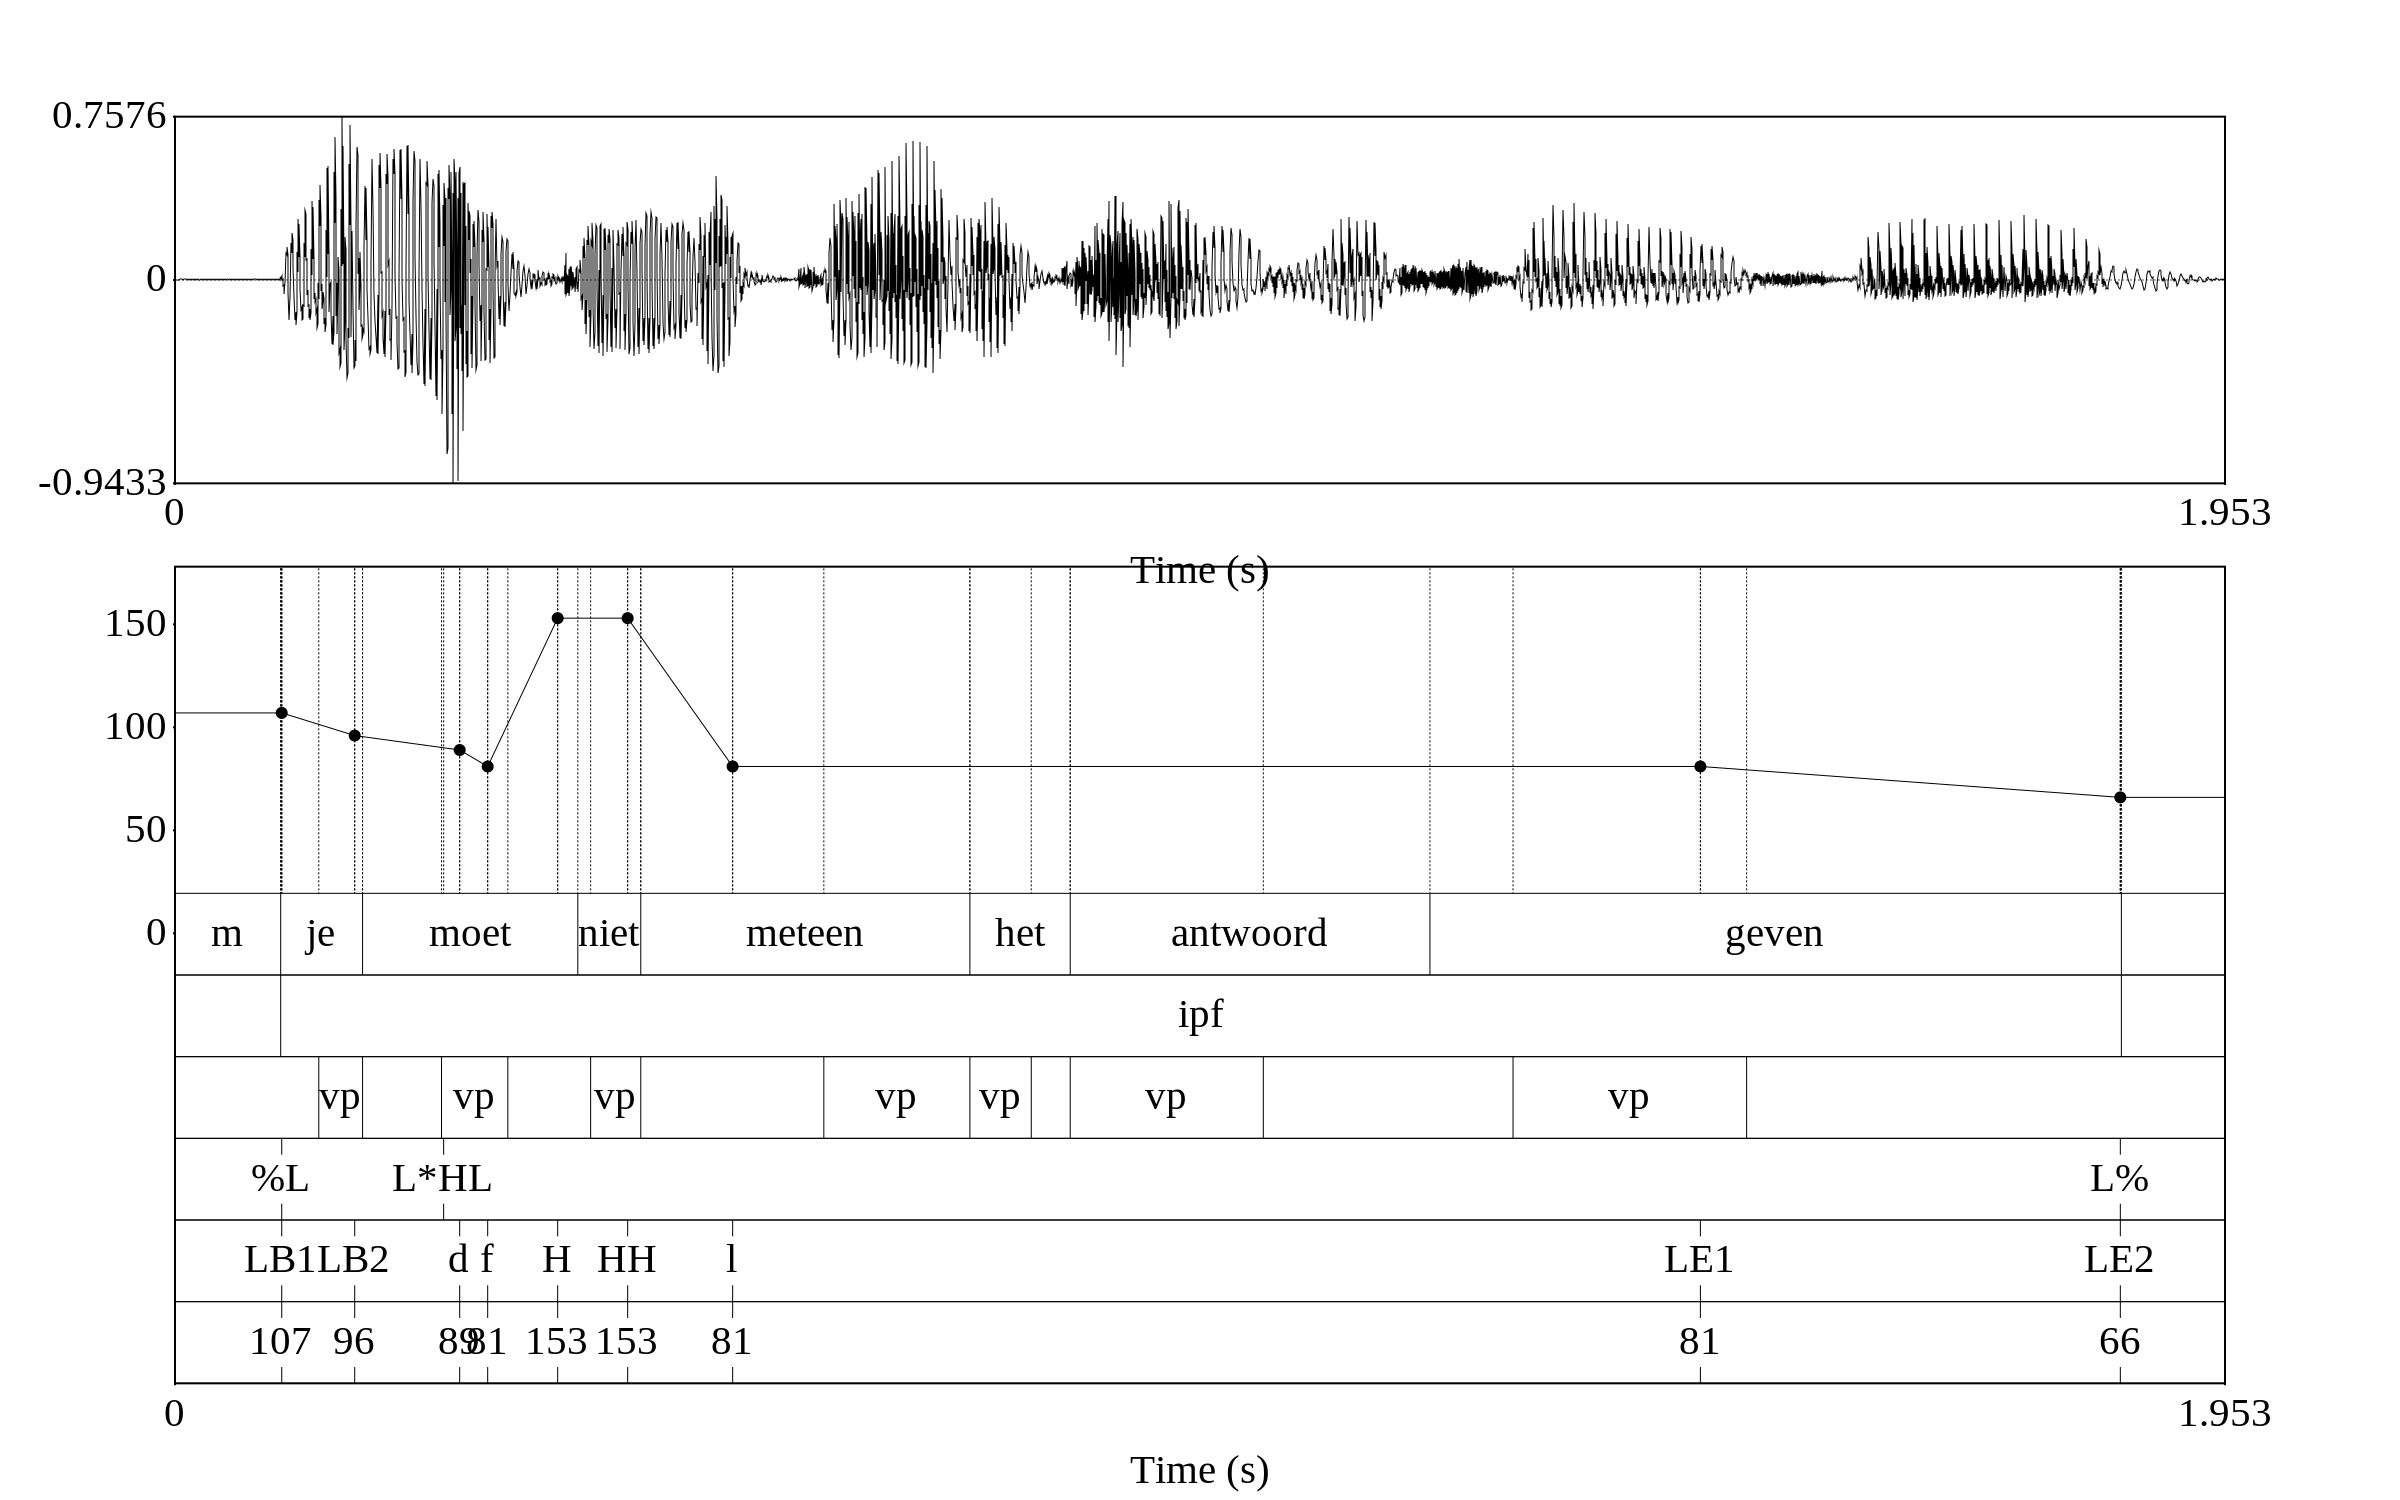 0.7576
0
-0.9433
0 1.953
Time (s)
150
100
50
0
m je moet niet meteen het antwoord geven
ipf
vp vp vp vp vp vp vp
%L L*HL L%
LB1 LB2 d f H HH l LE1 LE2
107 96 89 81 153 153 81 81 66
0 1.953
Time (s)